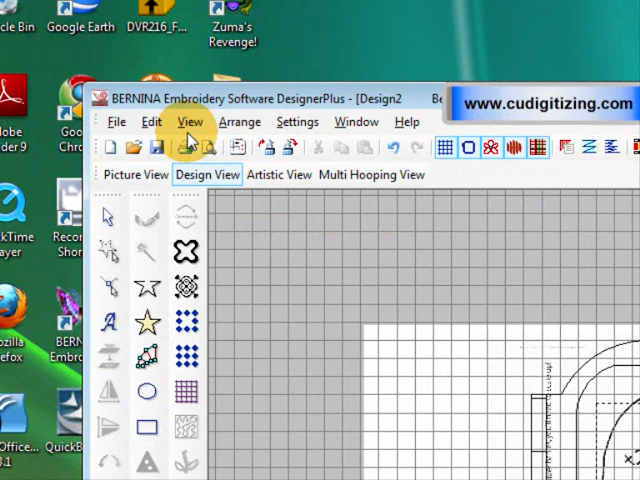 cle Bin
Google Earth
DVR216_F...
Zuma's
Revenge!
BERNINA Embroidery Software DesignerPlus - [Design2
Be
www.cudigitizing.com
File Edit View Arrange Settings Window Help
Picture View Design View Artistic View Multi Hooping View
dobe
der 9
Goo
Chro
ckTime
ayer
Recor
Shor
ozilla
efox
BERN
Embro
Office...
3.1
QuickB